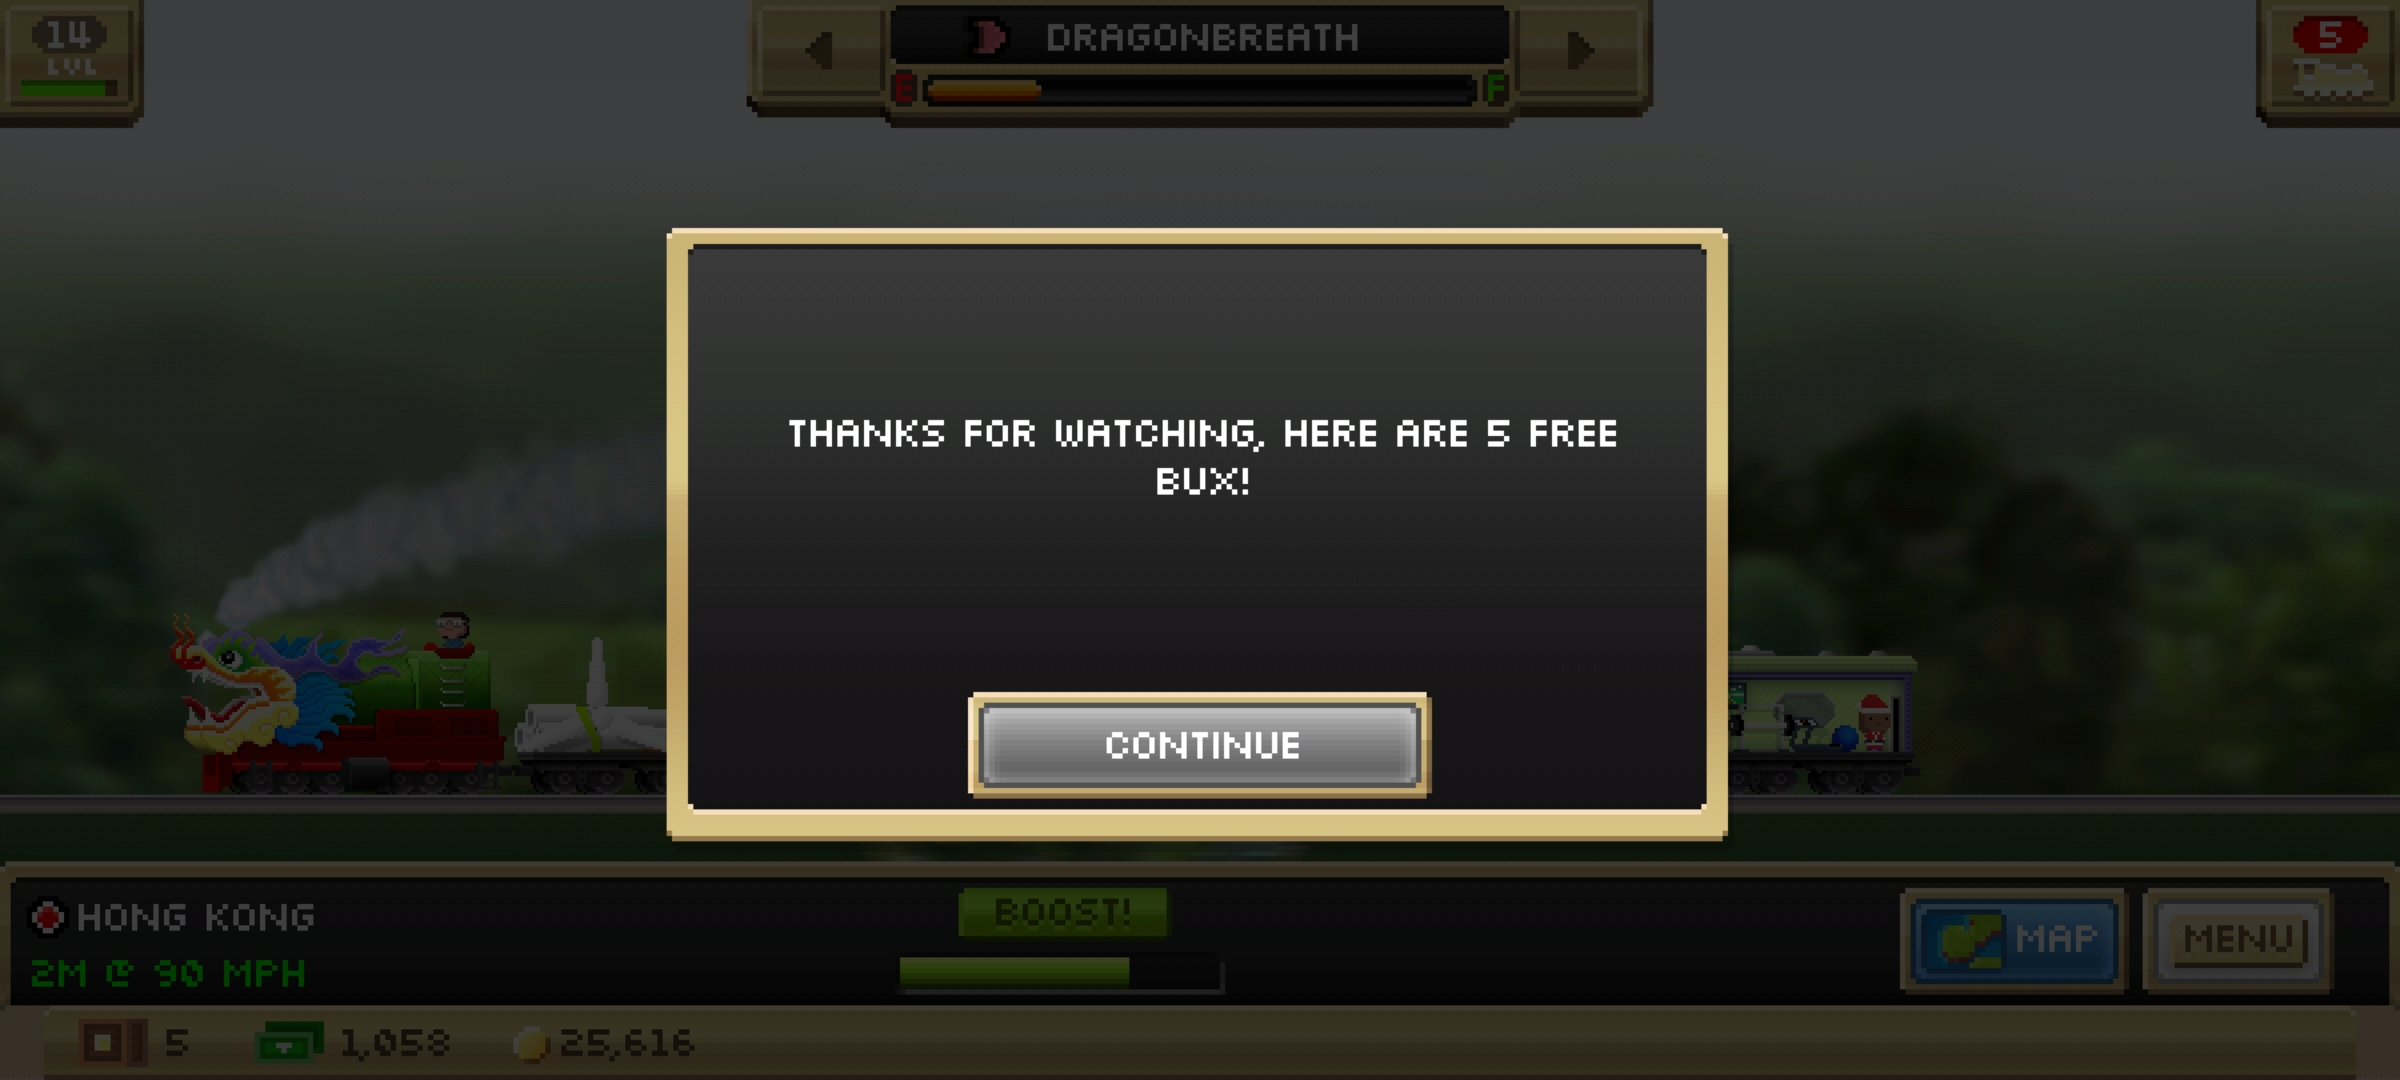 14
LVL
DRAGONBREATH
E
F
5
THANKS FOR WATCHING, HERE ARE 5 FREE
BUX!
CONTINUE
HONG KONG
2M @ 90 MPH
BOOST!
MAP
MENU
5
1,058
25,616